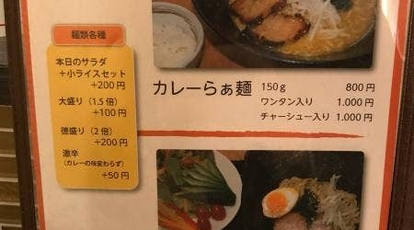 麺類各種
本日のサラダ
+小ライスセット
+200円
大盛り（1.5倍）
+100円
徳盛り（2倍）
+200円
激辛
（カレーの味変わらず）
+50円
カレーらぁ麺 150g 800円
ワンタン入り 1.000円
チャーシュー入り 1.000円